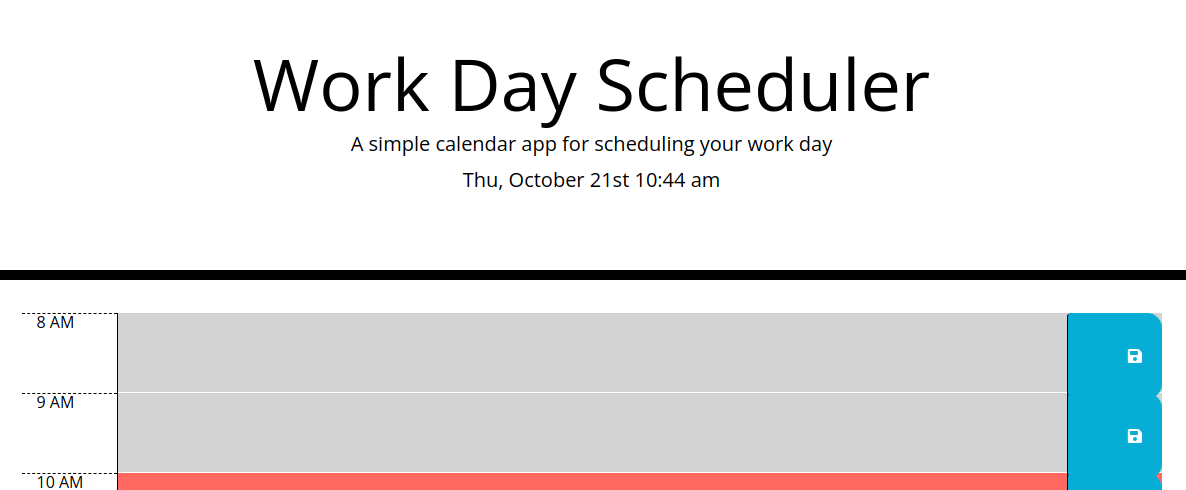 Work Day Scheduler
A simple calendar app for scheduling your work day
Thu, October 21st 10:44 am
8 AM
9 AM
10 AM